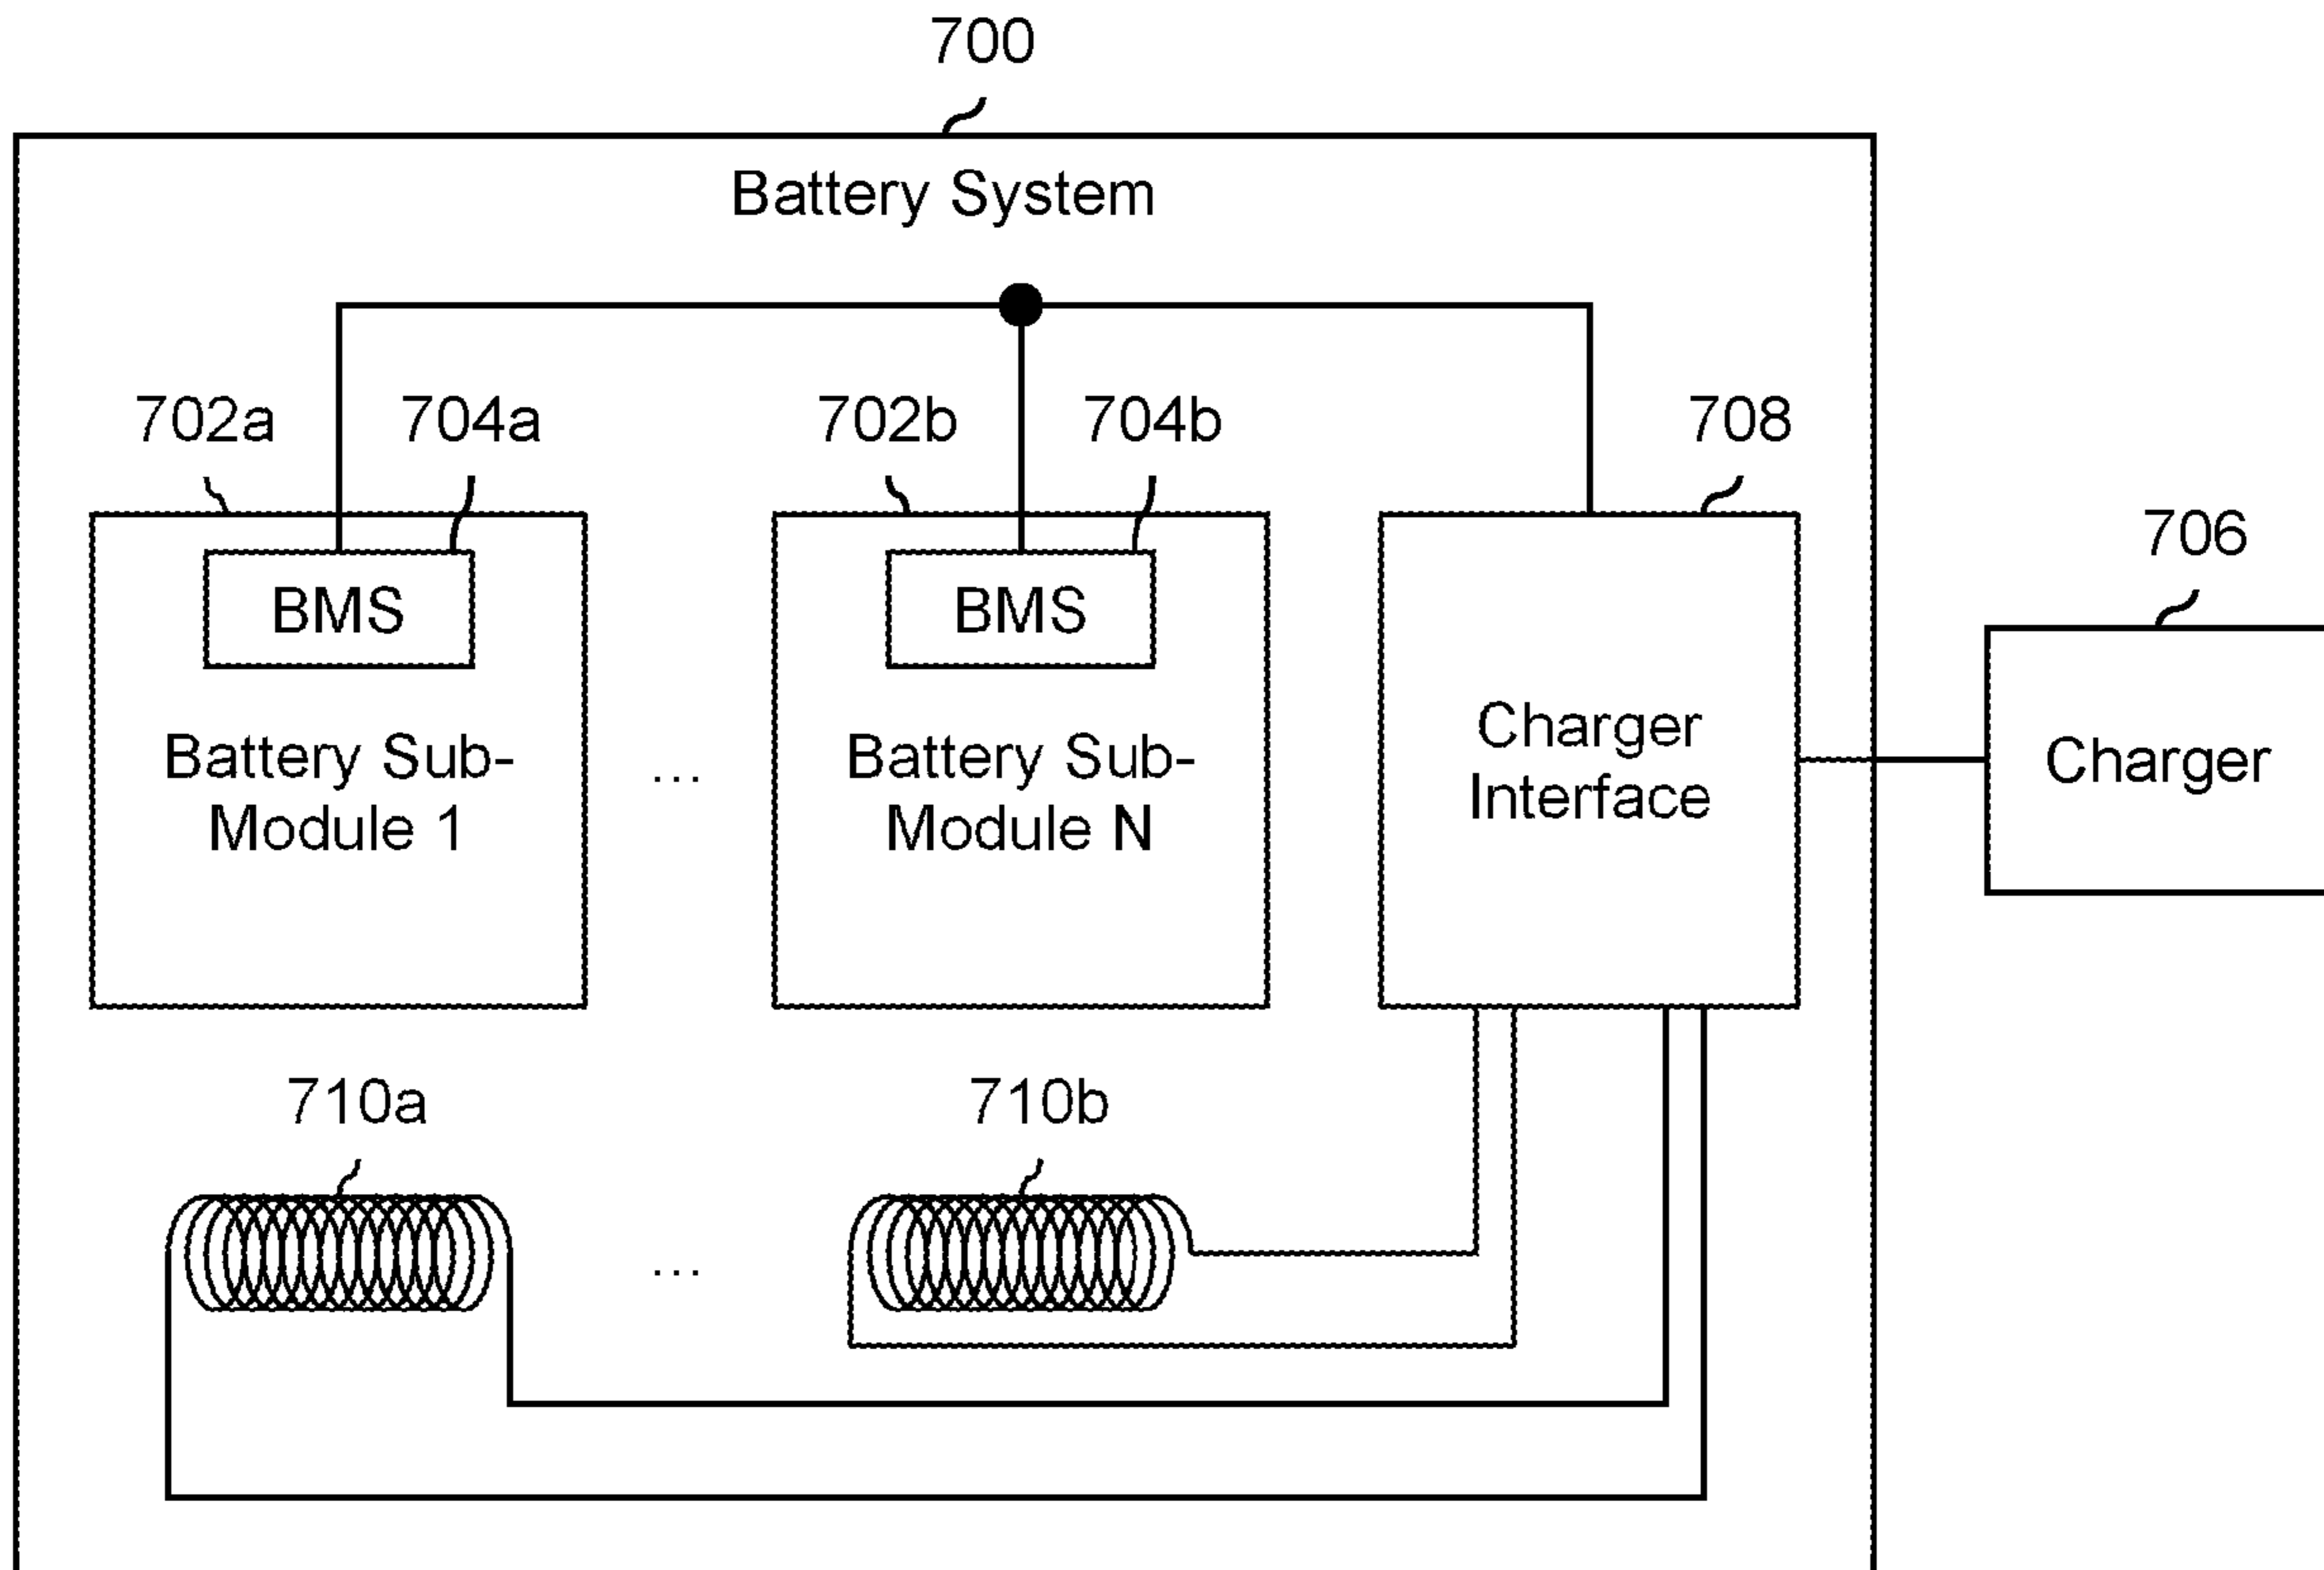 700
Battery System
702a
704a
702b
704b
708
706
BMS
BMS
Battery Sub-
Module 1
...
Battery Sub-
Module N
Charger
Interface
Charger
710a
710b
...